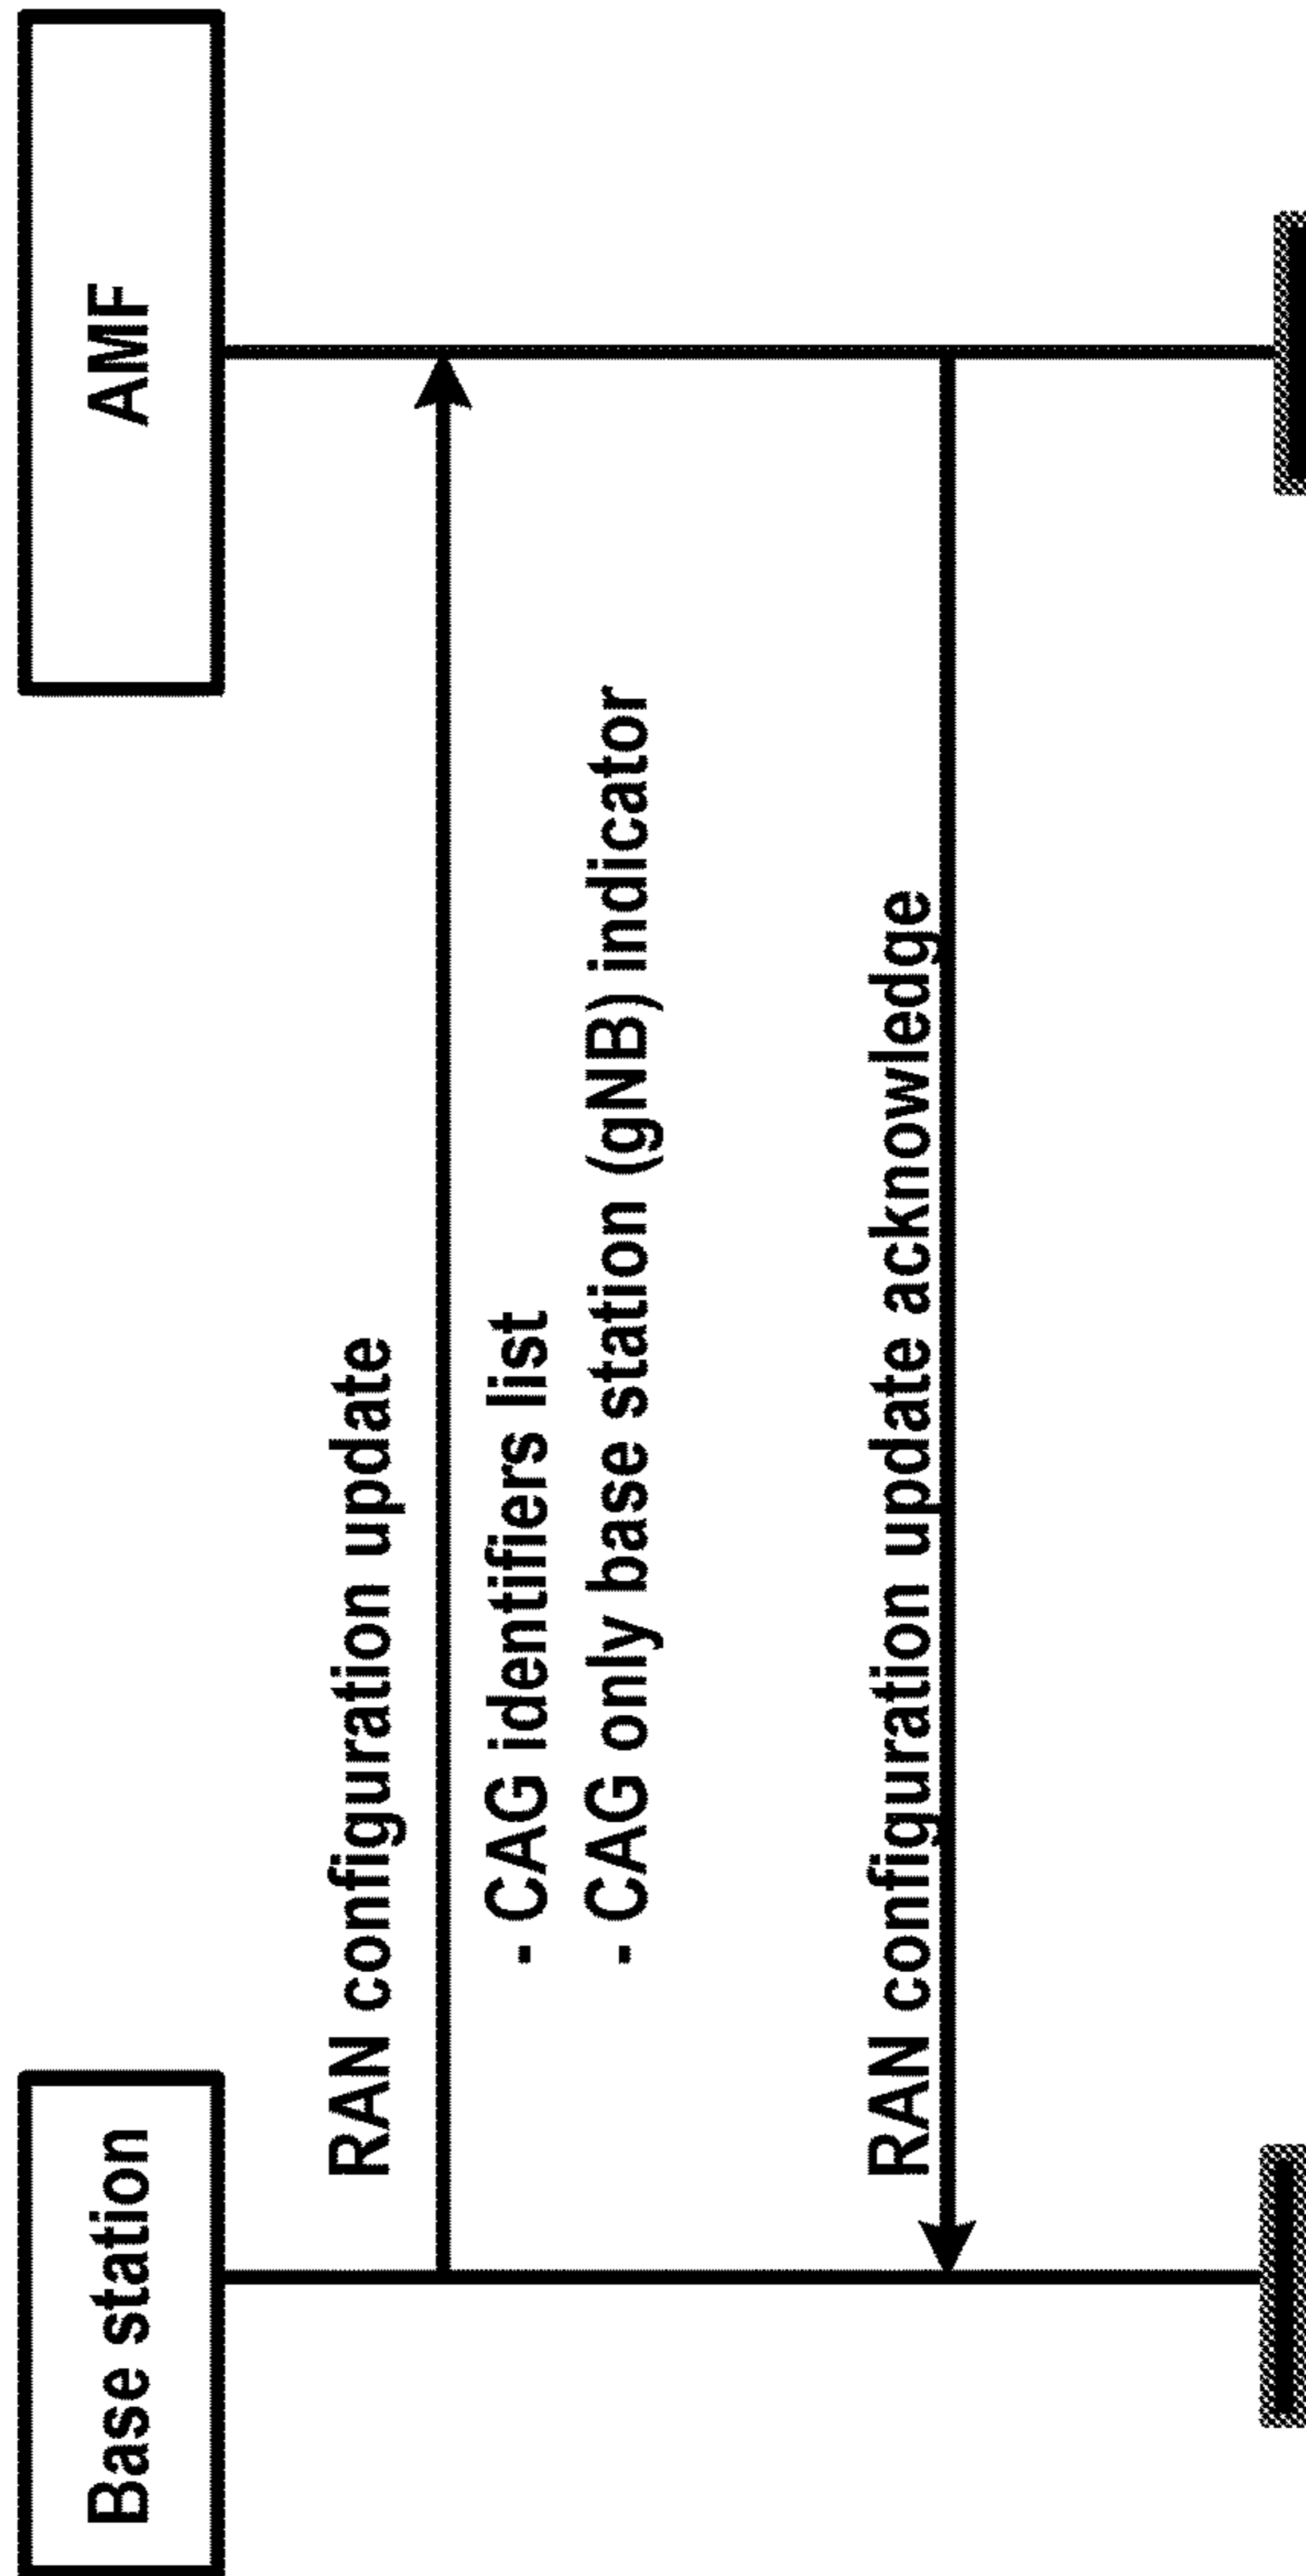 Base station
AMF
RAN configuration update
- CAG identifiers list
- CAG only base station (gNB) indicator
RAN configuration update acknowledge